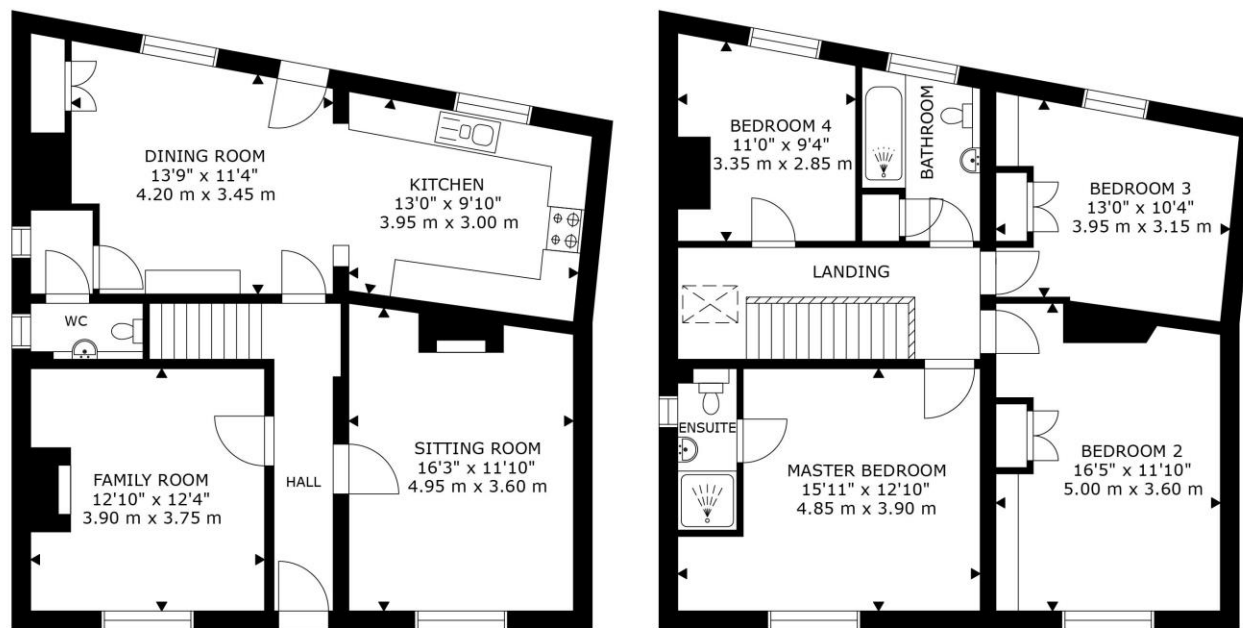 DINING ROOM
13'9" x 11'4"
4.20 m x 3.45 m
KITCHEN
13'0" x 9'10"
3.95 m x 3.00 m
WC
FAMILY ROOM
12'10" x 12'4"
3.90 m x 3.75 m
HALL
SITTING ROOM
16'3" x 11'10"
4.95 m x 3.60 m
BEDROOM 4
11'0" x 9'4"
3.35 m x 2.85 m
BATHROOM
BEDROOM 3
13'0" x 10'4"
3.95 m x 3.15 m
LANDING
ENSUITE
MASTER BEDROOM
15'11" x 12'10"
4.85 m x 3.90 m
BEDROOM 2
16'5" x 11'10"
5.00 m x 3.60 m